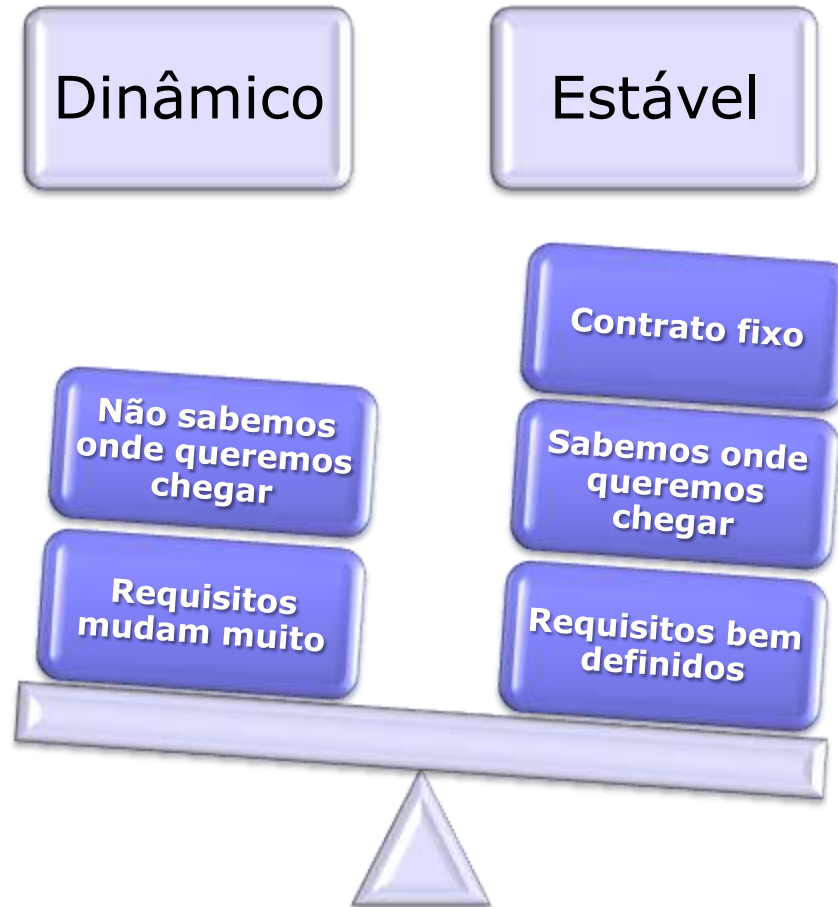 Dinâmico
Estável
Não sabemos
onde queremos
chegar
Requisitos
mudam muito
Contrato fixo
Sabemos onde
queremos
chegar
Requisitos bem
definidos